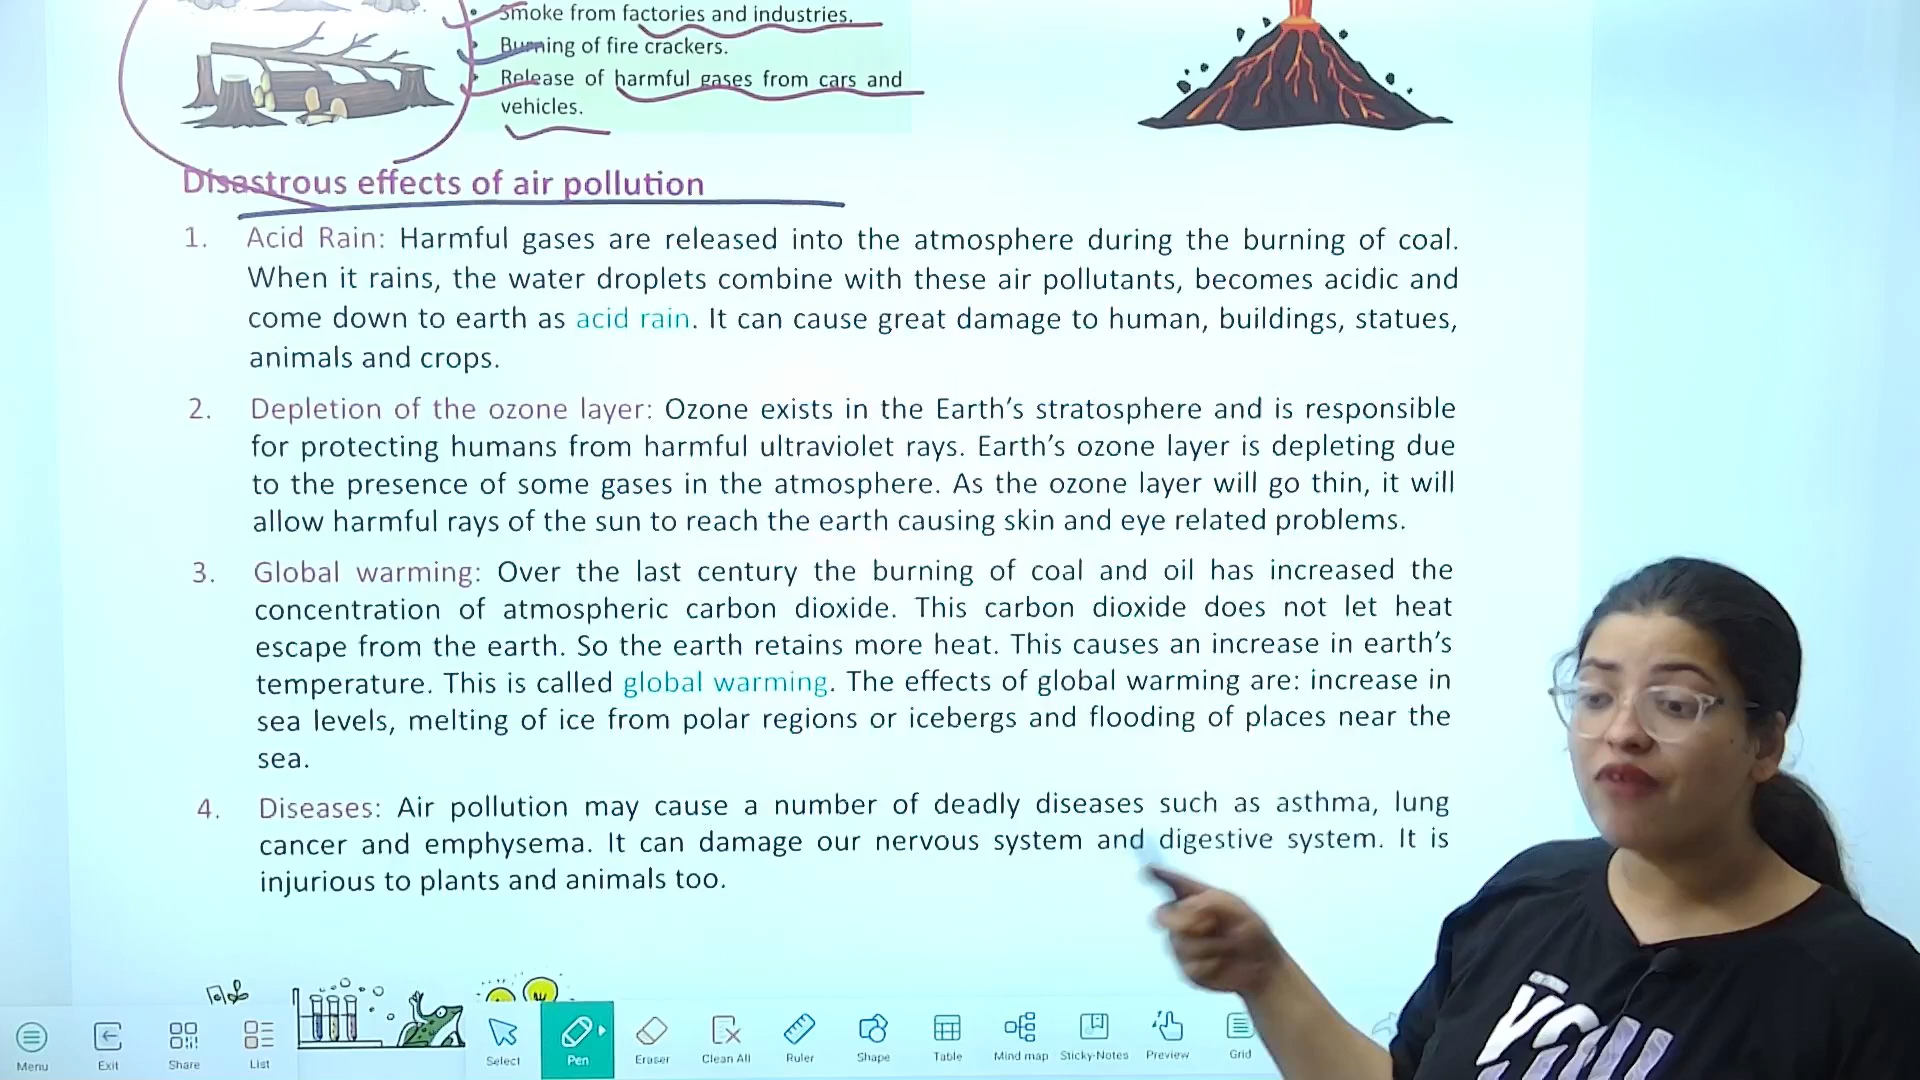 Smoke from factories and industries.
Burning of fire crackers.
Release of harmful gases from cars and
vehicles.
Disastrous effects of air pollution
1. Acid Rain: Harmful gases are released into the atmosphere during the burning of coal.
When it rains, the water droplets combine with these air pollutants, becomes acidic and
come down to earth as acid rain. It can cause great damage to human, buildings, statues,
animals and crops.
2. Depletion of the ozone layer: Ozone exists in the Earth's stratosphere and is responsible
for protecting humans from harmful ultraviolet rays. Earth's ozone layer is depleting due
to the presence of some gases in the atmosphere. As the ozone layer will go thin, it will
allow harmful rays of the sun to reach the earth causing skin and eye related problems.
3. Global warming: Over the last century the burning of coal and oil has increased the
concentration of atmospheric carbon dioxide. This carbon dioxide does not let heat
escape from the earth. So the earth retains more heat. This causes an increase in earth's
temperature. This is called global warming. The effects of global warming are: increase in
sea levels, melting of ice from polar regions or icebergs and flooding of places near the
sea.
4. Diseases: Air pollution may cause a number of deadly diseases such as asthma, lung
cancer and emphysema. It can damage our nervous system and digestive system. It is
injurious to plants and animals too.
Menu Exit Share List Select Pen Eraser Clean All Ruler Shape Table Mind map Sticky-Notes Preview Grid